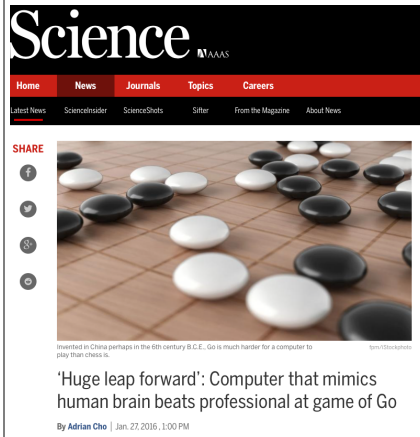 Science
AAAS
Home News Journals Topics Careers
Latest News ScienceInsider ScienceShots Sifter From the Magazine About News
SHARE
Invented in China perhaps in the 6th century B.C.E., Go is much harder for a computer to
play than chess is.
fpm/iStockphoto
‘Huge leap forward’: Computer that mimics
human brain beats professional at game of Go
By Adrian Cho | Jan. 27, 2016 , 1:00 PM